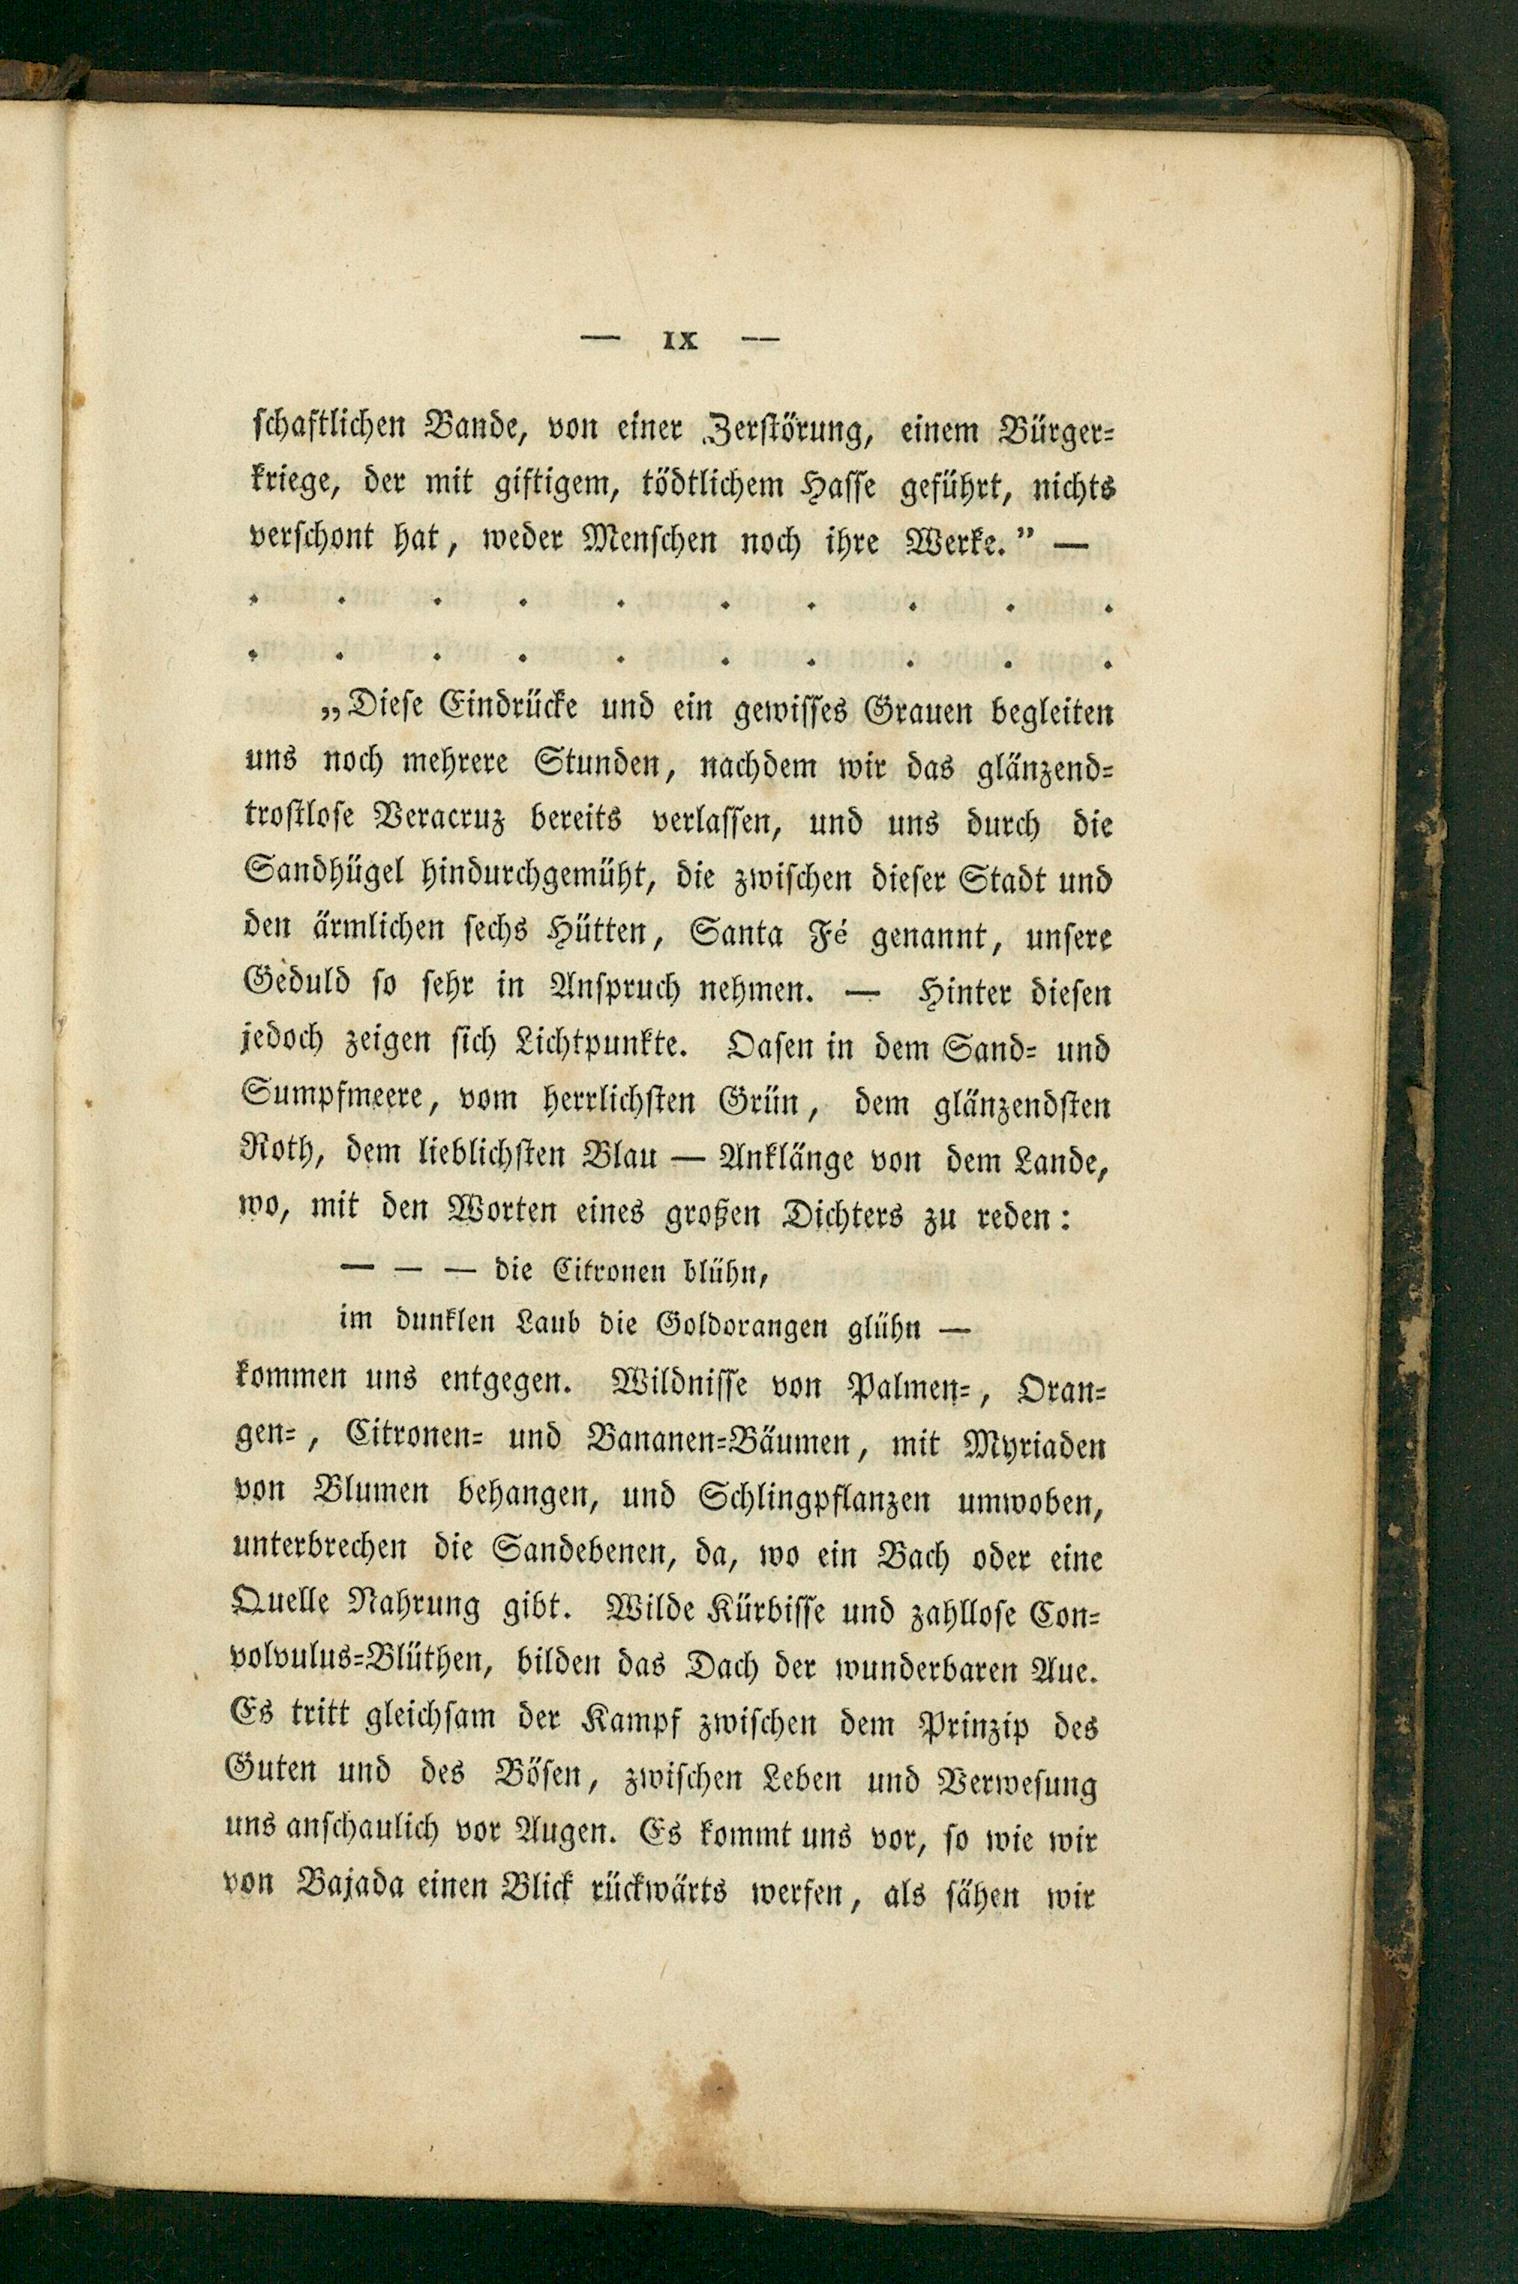 — IX —
schaftlichen Bande, von einer Zerstörung, einem Bürger=
kriege, der mit giftigem, tödtlichem Hasse geführt, nichts
verschont hat, weder Menschen noch ihre Werke.” —
. . . . . . . . . .
. . . . . . . . . .
„Diese Eindrücke und ein gewisses Grauen begleiten
uns noch mehrere Stunden, nachdem wir das glänzend=
trostlose Veracruz bereits verlassen, und uns durch die
Sandhügel hindurchgemüht, die zwischen dieser Stadt und
den ärmlichen sechs Hütten, Santa Fé genannt, unsere
Geduld so sehr in Anspruch nehmen. — Hinter diesen
jedoch zeigen sich Lichtpunkte. Oasen in dem Sand= und
Sumpfmeere, vom herrlichsten Grün, dem glänzendsten
Roth, dem lieblichsten Blau — Anklänge von dem Lande,
wo, mit den Worten eines großen Dichters zu reden:
— — — die Citronen blühn,
im dunklen Laub die Goldorangen glühn —
kommen uns entgegen. Wildnisse von Palmen=, Oran=
gen=, Citronen= und Bananen=Bäumen, mit Myriaden
von Blumen behangen, und Schlingpflanzen umwoben,
unterbrechen die Sandebenen, da, wo ein Bach oder eine
Quelle Nahrung gibt. Wilde Kürbisse und zahllose Con=
volvulus=Blüthen, bilden das Dach der wunderbaren Aue.
Es tritt gleichsam der Kampf zwischen dem Prinzip des
Guten und des Bösen, zwischen Leben und Verwesung
uns anschaulich vor Augen. Es kommt uns vor, so wie wir
von Bajada einen Blick rückwärts werfen, als sähen wir